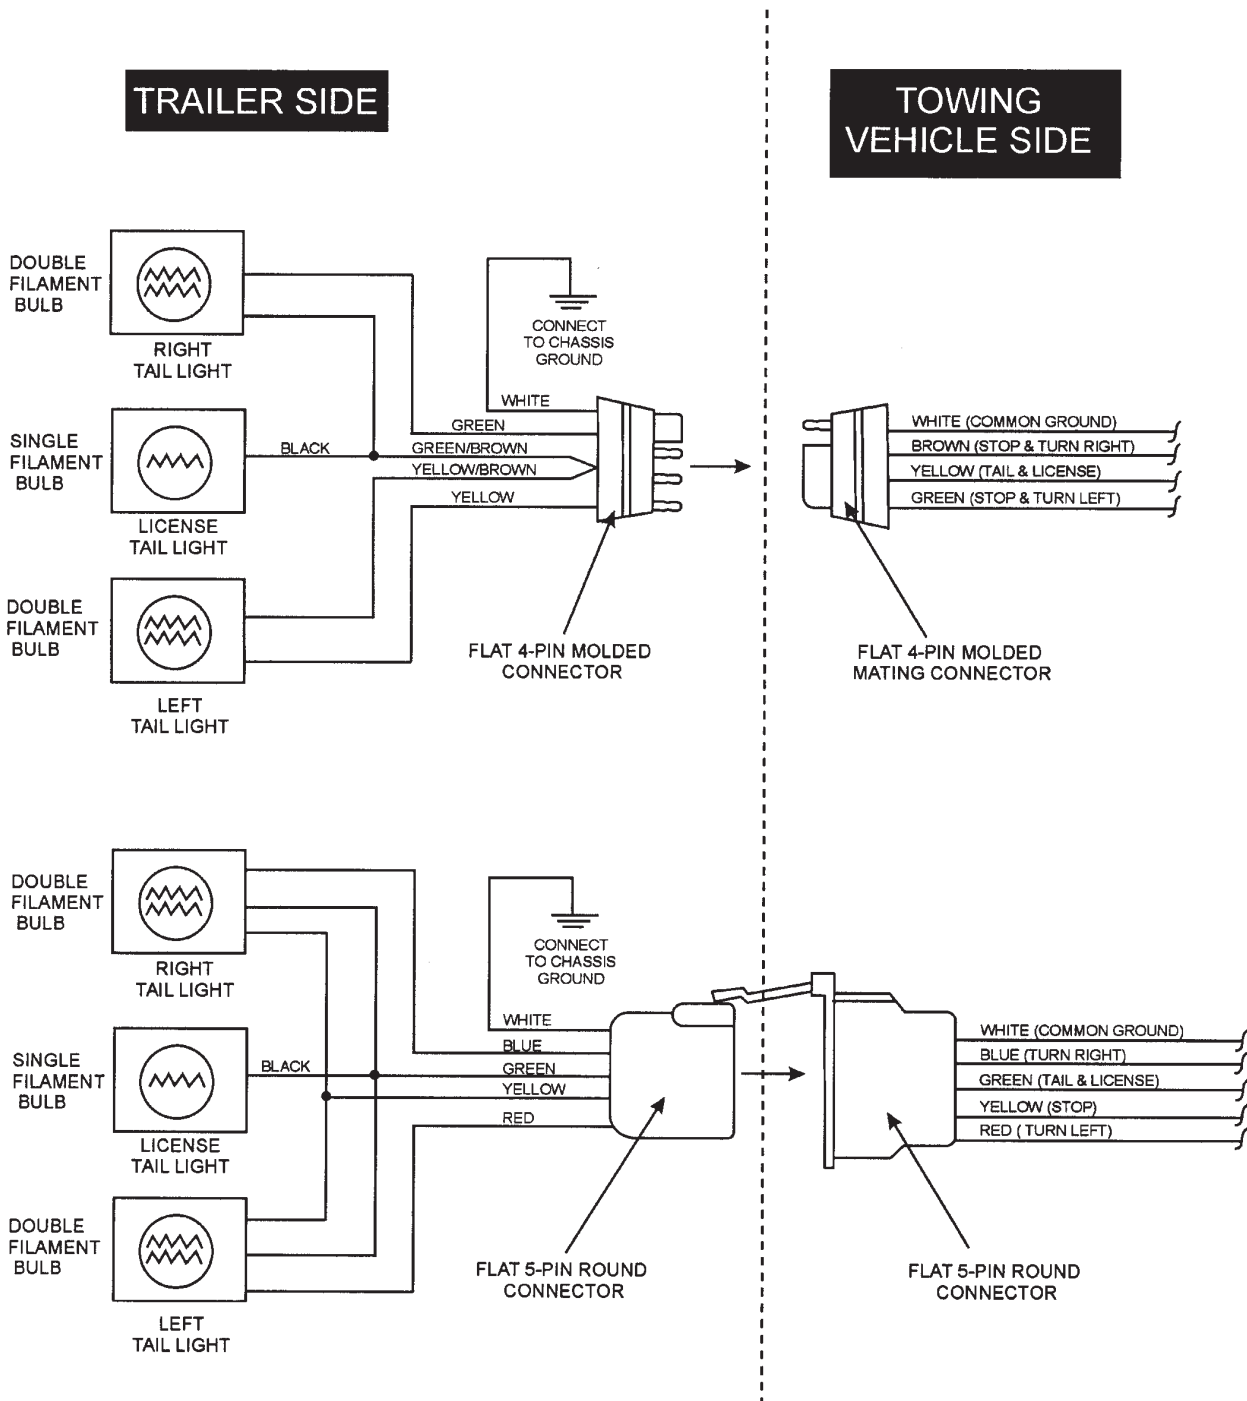 TRAILER SIDE
TOWING
VEHICLE SIDE
DOUBLE
FILAMENT
BULB
RIGHT
TAIL LIGHT
CONNECT
TO CHASSIS
GROUND
WHITE
GREEN
GREEN/BROWN
YELLOW/BROWN
YELLOW
SINGLE
FILAMENT
BULB
BLACK
LICENSE
TAIL LIGHT
DOUBLE
FILAMENT
BULB
LEFT
TAIL LIGHT
FLAT 4-PIN MOLDED
CONNECTOR
WHITE (COMMON GROUND)
BROWN (STOP & TURN RIGHT)
YELLOW (TAIL & LICENSE)
GREEN (STOP & TURN LEFT)
FLAT 4-PIN MOLDED
MATING CONNECTOR
DOUBLE
FILAMENT
BULB
RIGHT
TAIL LIGHT
CONNECT
TO CHASSIS
GROUND
WHITE
BLUE
GREEN
YELLOW
RED
SINGLE
FILAMENT
BULB
BLACK
LICENSE
TAIL LIGHT
DOUBLE
FILAMENT
BULB
LEFT
TAIL LIGHT
FLAT 5-PIN ROUND
CONNECTOR
WHITE (COMMON GROUND)
BLUE (TURN RIGHT)
GREEN (TAIL & LICENSE)
YELLOW (STOP)
RED ( TURN LEFT)
FLAT 5-PIN ROUND
CONNECTOR